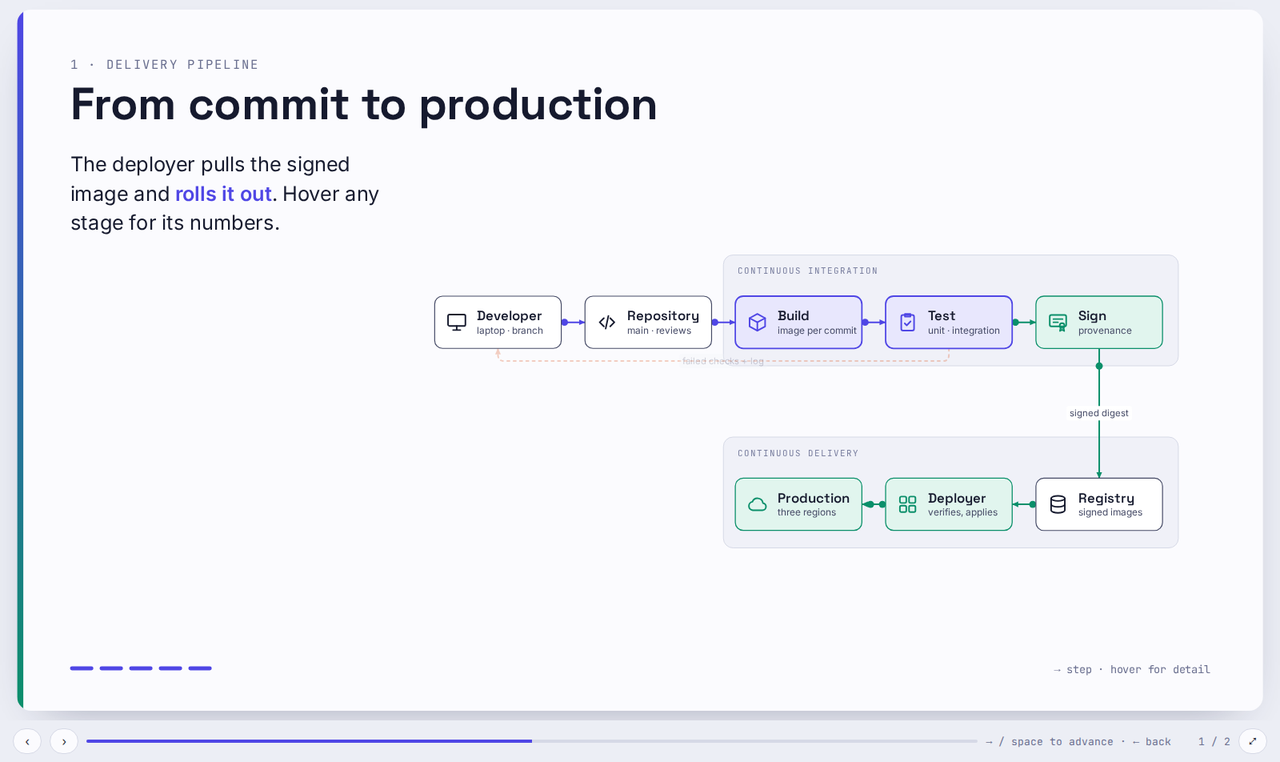 1 · DELIVERY PIPELINE
From commit to production
The deployer pulls the signed
image and rolls it out. Hover any
stage for its numbers.
CONTINUOUS INTEGRATION
Developer
laptop · branch
Repository
main · reviews
Build
image per commit
Test
unit · integration
Sign
provenance
failed checks + log
signed digest
CONTINUOUS DELIVERY
Production
three regions
Deployer
verifies, applies
Registry
signed images
→ step · hover for detail
→ / space to advance · ← back
1 / 2